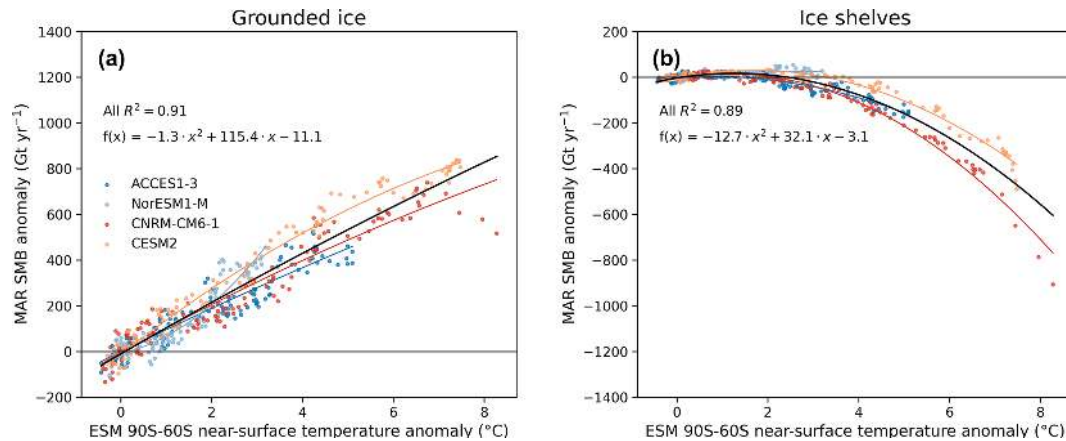 Grounded ice
(a)
All R² = 0.91
f(x) = −1.3 · x² + 115.4 · x − 11.1
ACCES1-3
NorESM1-M
CNRM-CM6-1
CESM2
1400
1200
1000
800
600
400
200
0
−200
MAR SMB anomaly (Gt yr⁻¹)
0 2 4 6 8
ESM 90S-60S near-surface temperature anomaly (°C)
Ice shelves
(b)
All R² = 0.89
f(x) = −12.7 · x² + 32.1 · x − 3.1
200
0
−200
−400
−600
−800
−1000
−1200
−1400
MAR SMB anomaly (Gt yr⁻¹)
0 2 4 6 8
ESM 90S-60S near-surface temperature anomaly (°C)